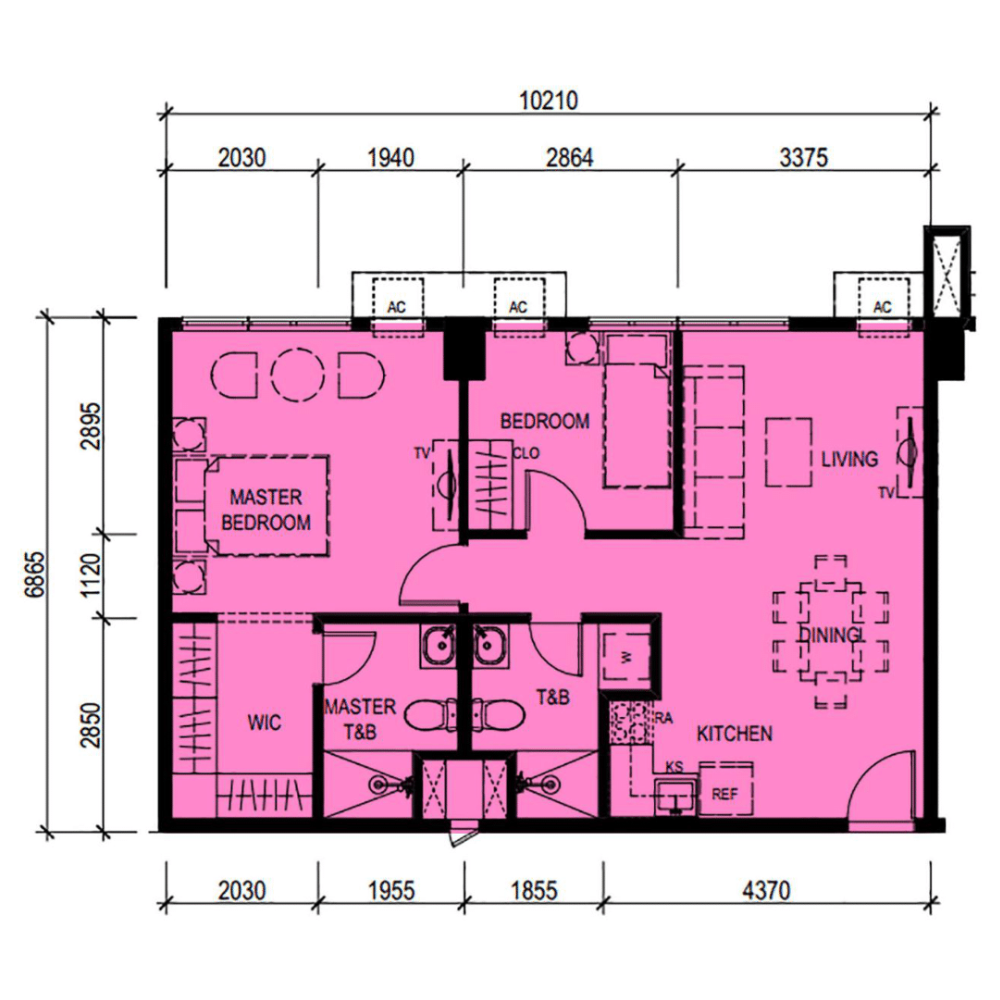 10210
2030 1940 2864 3375
AC AC AC
2895
BEDROOM
TV CLO
LIVING
TV
MASTER
BEDROOM
6865
1120
DINING
W
T&B
MASTER
T&B
WIC
2850
RA
KITCHEN
KS
REF
2030 1955 1855 4370